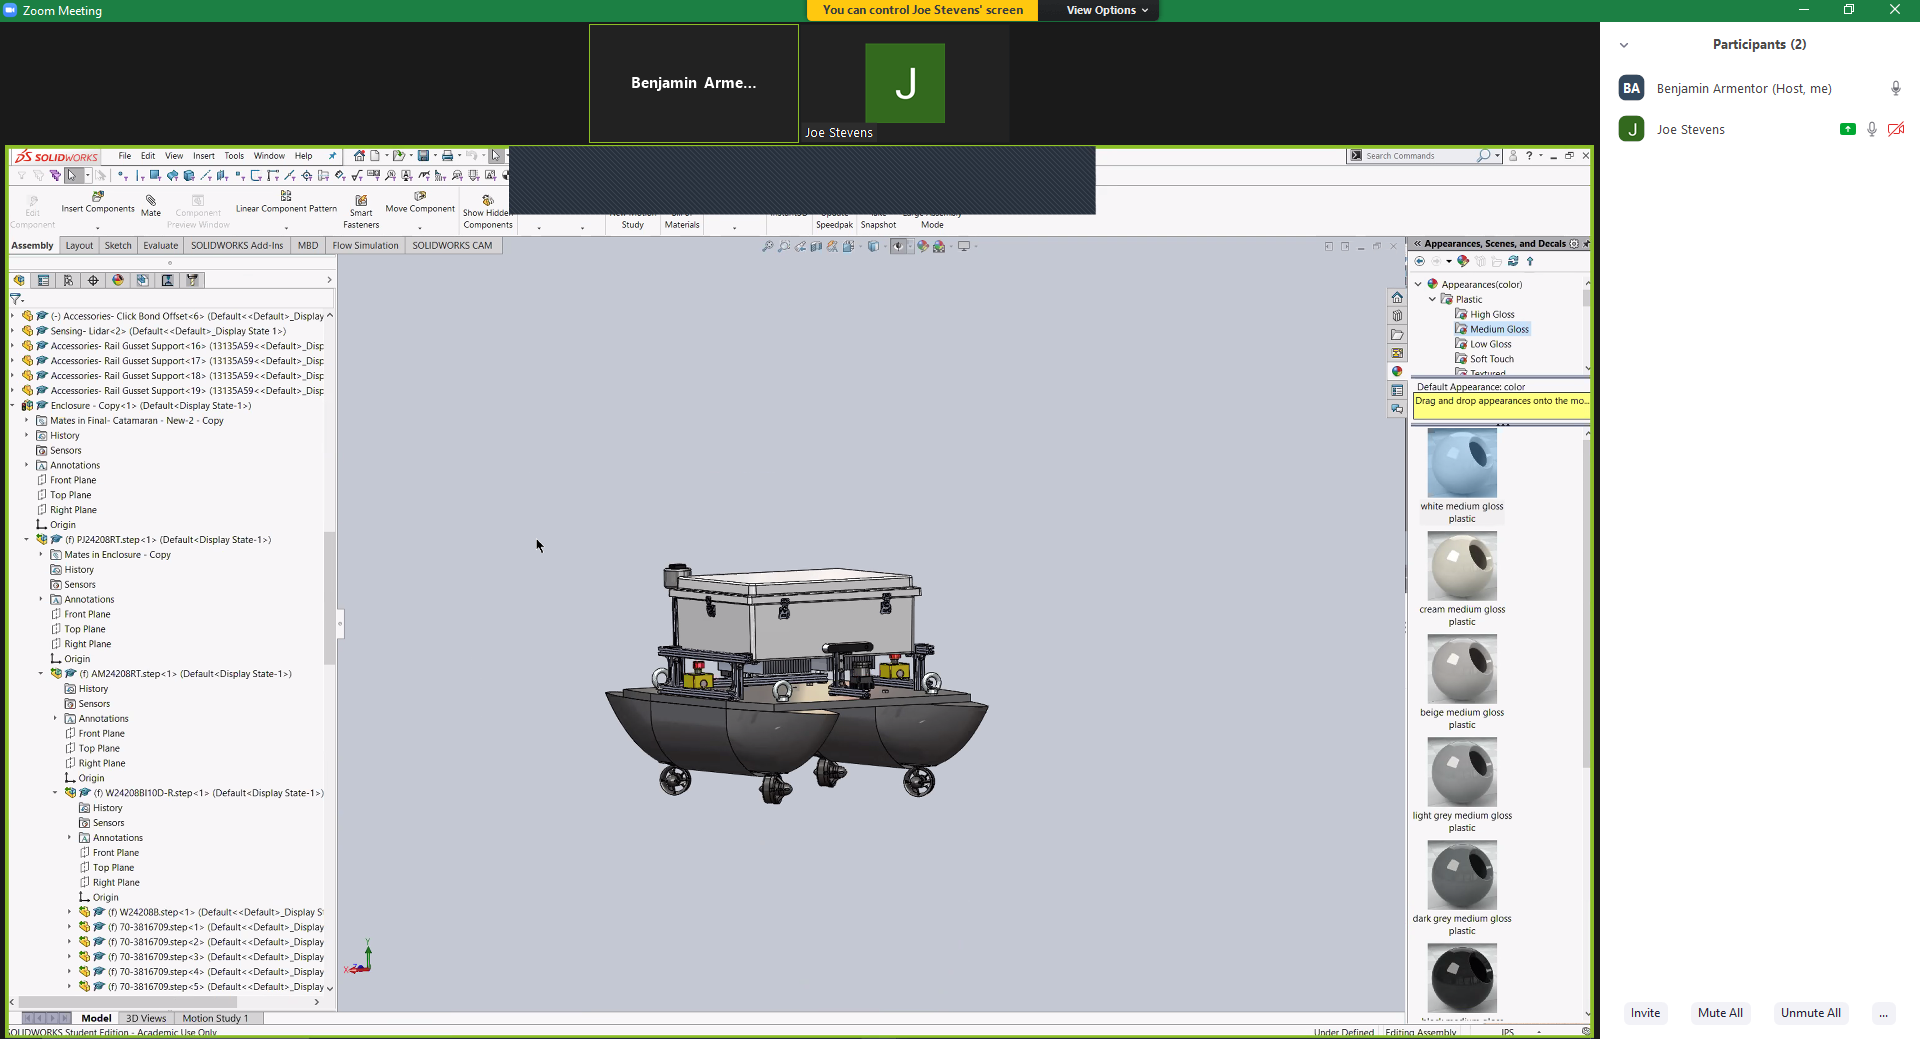 Zoom Meeting
You can control Joe Stevens' screen
View Options
Benjamin Arme...
J
Joe Stevens
Participants (2)
BA
Benjamin Armentor (Host, me)
J
Joe Stevens
SOLIDWORKS
File Edit View Insert Tools Window Help
Search Commands
Edit Component
Insert Components
Mate
Component Preview Window
Linear Component Pattern
Smart Fasteners
Move Component
Show Hidden Components
Study
Materials
Speedpak
Snapshot
Mode
Assembly Layout Sketch Evaluate SOLIDWORKS Add-Ins MBD Flow Simulation SOLIDWORKS CAM
(-) Accessories- Click Bond Offset<6> (Default<<Default>_Display
Sensing- Lidar<2> (Default<<Default>_Display State 1>)
Accessories- Rail Gusset Support<16> (13135A59<<Default>_Disp
Accessories- Rail Gusset Support<17> (13135A59<<Default>_Disp
Accessories- Rail Gusset Support<18> (13135A59<<Default>_Disp
Accessories- Rail Gusset Support<19> (13135A59<<Default>_Disp
Enclosure - Copy<1> (Default<Display State-1>)
Mates in Final- Catamaran - New-2 - Copy
History
Sensors
Annotations
Front Plane
Top Plane
Right Plane
Origin
(f) PJ24208RT.step<1> (Default<Display State-1>)
Mates in Enclosure - Copy
History
Sensors
Annotations
Front Plane
Top Plane
Right Plane
Origin
(f) AM24208RT.step<1> (Default<Display State-1>)
History
Sensors
Annotations
Front Plane
Top Plane
Right Plane
Origin
(f) W24208BI10D-R.step<1> (Default<Display State-1>)
History
Sensors
Annotations
Front Plane
Top Plane
Right Plane
Origin
(f) W24208B.step<1> (Default<<Default>_Display S
(f) 70-3816709.step<1> (Default<<Default>_Display
(f) 70-3816709.step<2> (Default<<Default>_Display
(f) 70-3816709.step<3> (Default<<Default>_Display
(f) 70-3816709.step<4> (Default<<Default>_Display
(f) 70-3816709.step<5> (Default<<Default>_Display
Y
X
Model 3D Views Motion Study 1
SOLIDWORKS Student Edition - Academic Use Only
Under Defined Editing Assembly IPS
Appearances, Scenes, and Decals
Appearances(color)
Plastic
High Gloss
Medium Gloss
Low Gloss
Soft Touch
Textured
Default Appearance: color
Drag and drop appearances onto the mo...
white medium gloss
plastic
cream medium gloss
plastic
beige medium gloss
plastic
light grey medium gloss
plastic
dark grey medium gloss
plastic
Invite Mute All Unmute All ...